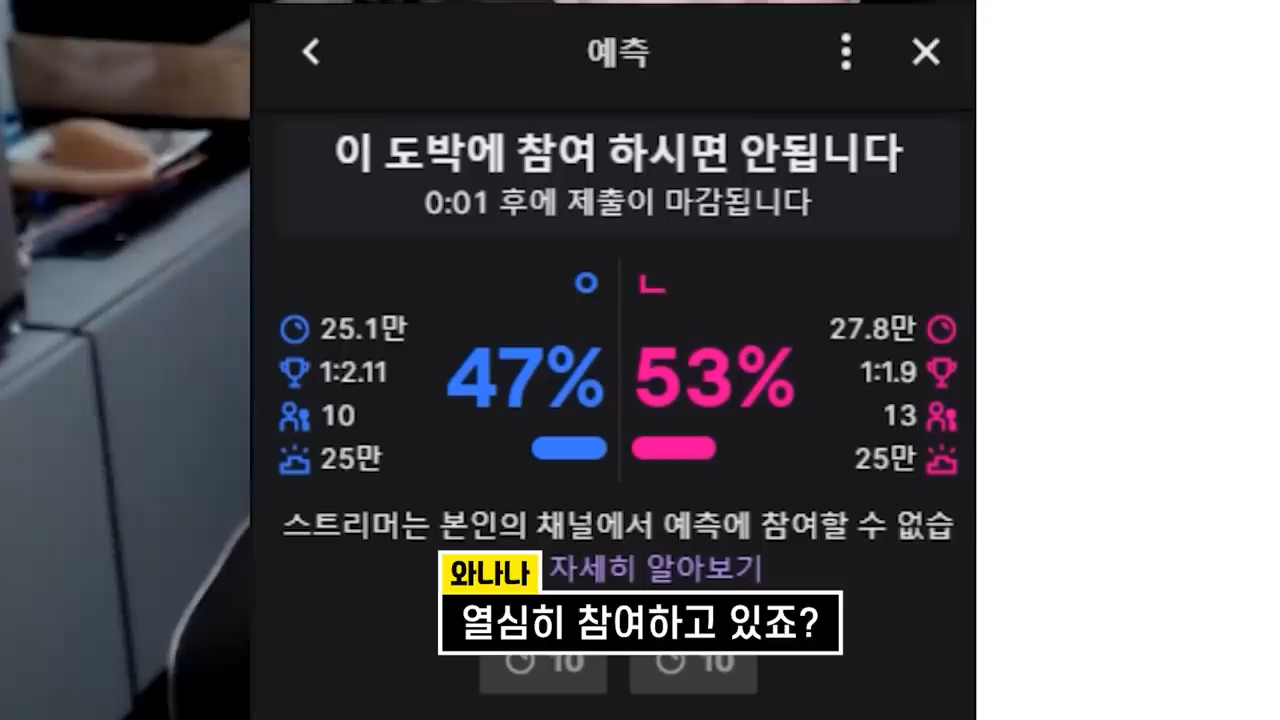 예측
이 도박에 참여 하시면 안됩니다
0:01 후에 제출이 마감됩니다
ㅇ ㄴ
25.1만 27.8만
47% 53%
1:2.11 1:1.9
10 13
25만 25만
스트리머는 본인의 채널에서 예측에 참여할 수 없습
와나나 자세히 알아보기
열심히 참여하고 있죠?
10 10